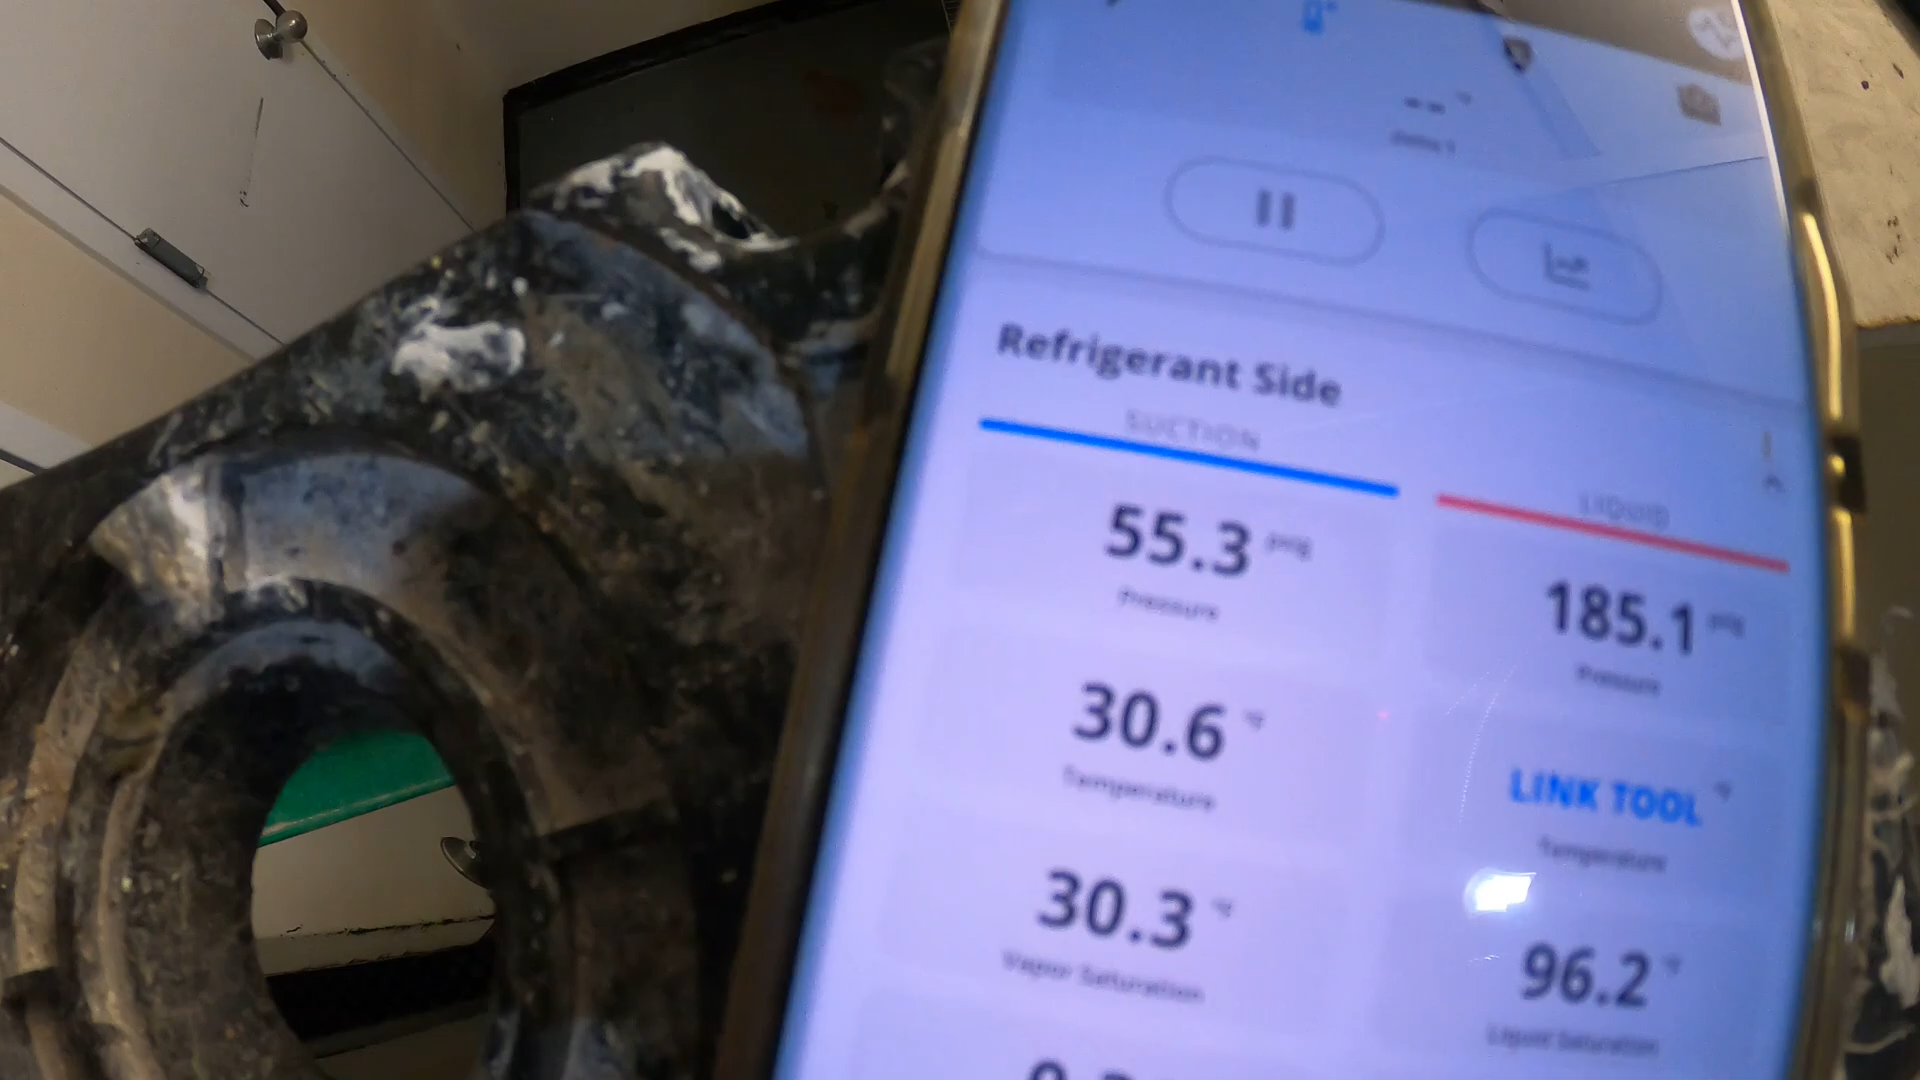 --
Refrigerant Side
SUCTION
LIQUID
55.3 psig
Pressure
185.1 psig
Pressure
30.6 °F
Temperature
LINK TOOL °F
Temperature
30.3 °F
Vapor Saturation
96.2 °F
Liquid Saturation